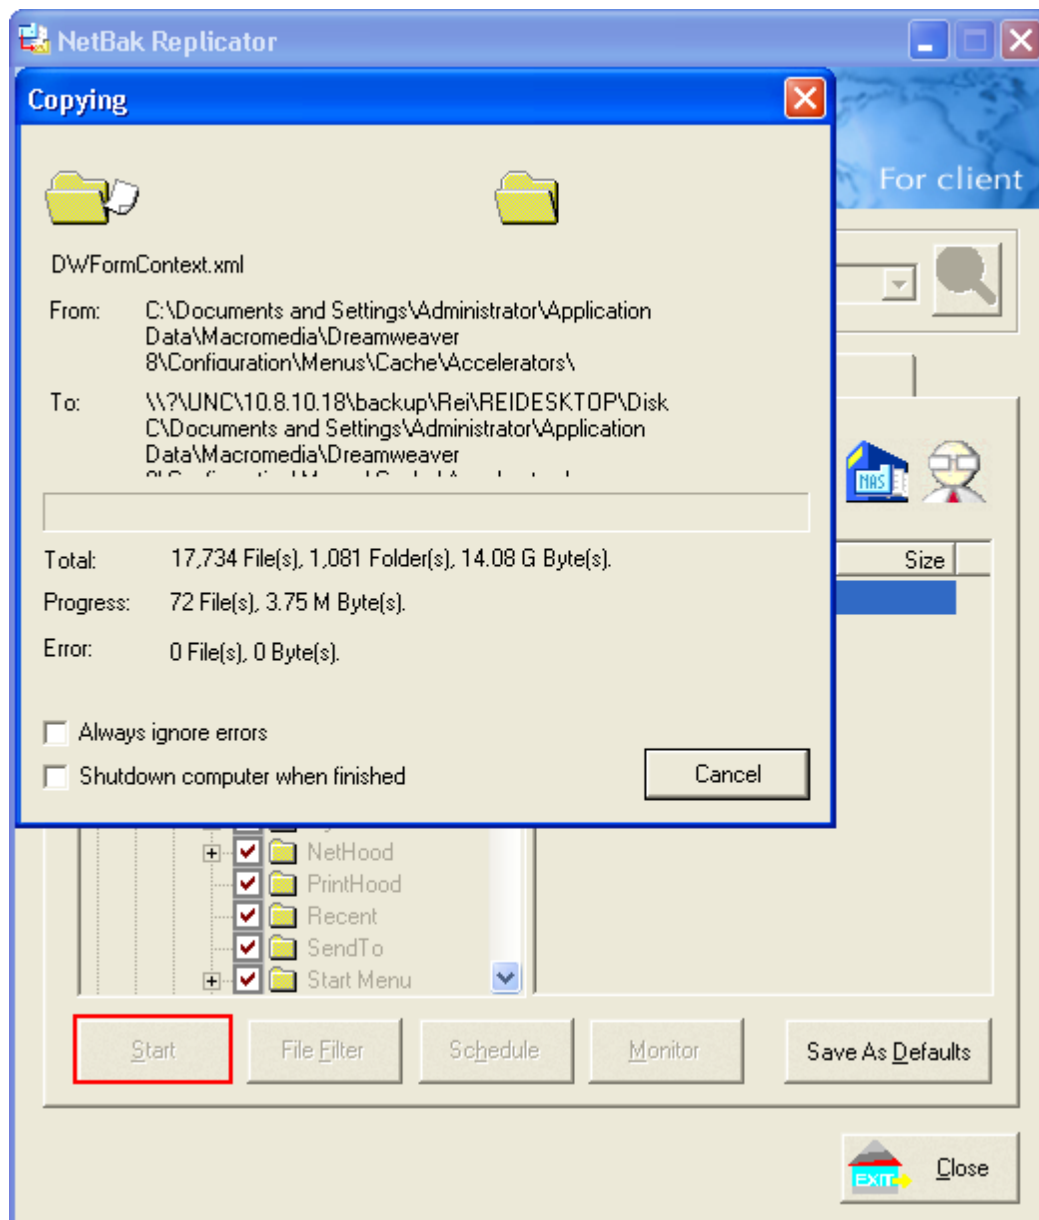 NetBak Replicator
Copying
For client
DWFormContext.xml
From: C:\Documents and Settings\Administrator\Application
Data\Macromedia\Dreamweaver
8\Configuration\Menus\Cache\Accelerators\
To: \\?\UNC\10.8.10.18\backup\Rei\REIDESKTOP\Disk
C\Documents and Settings\Administrator\Application
Data\Macromedia\Dreamweaver
NAS
Size
Total: 17,734 File(s), 1,081 Folder(s), 14.08 G Byte(s).
Progress: 72 File(s), 3.75 M Byte(s).
Error: 0 File(s), 0 Byte(s).
Always ignore errors
Shutdown computer when finished
Cancel
NetHood
PrintHood
Recent
SendTo
Start Menu
Start
File Filter
Schedule
Monitor
Save As Defaults
EXIT
Close